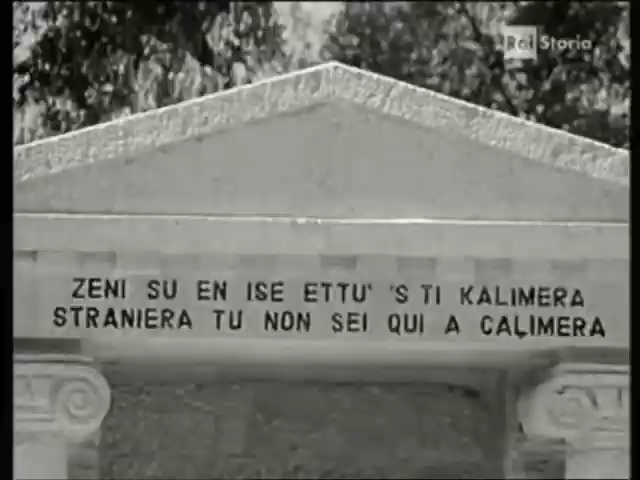 Rai Storia
ZENI SU EN ISE ETTU' 'S TI KALIMERA
STRANIERA TU NON SEI QUI A CALIMERA